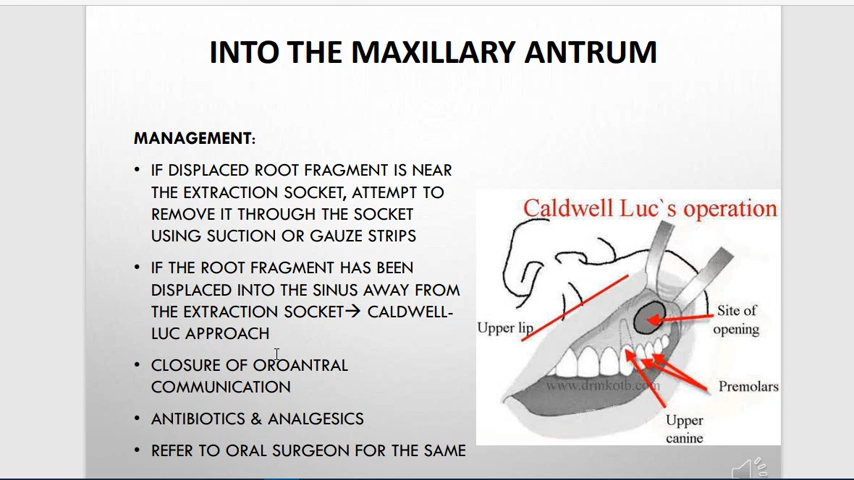 INTO THE MAXILLARY ANTRUM
MANAGEMENT:
• IF DISPLACED ROOT FRAGMENT IS NEAR
THE EXTRACTION SOCKET, ATTEMPT TO
REMOVE IT THROUGH THE SOCKET
USING SUCTION OR GAUZE STRIPS
• IF THE ROOT FRAGMENT HAS BEEN
DISPLACED INTO THE SINUS AWAY FROM
THE EXTRACTION SOCKET→ CALDWELL-
LUC APPROACH
• CLOSURE OF OROANTRAL
COMMUNICATION
• ANTIBIOTICS & ANALGESICS
• REFER TO ORAL SURGEON FOR THE SAME
Caldwell Luc`s operation
Upper lip
Site of
opening
www.drmkotb.com
Premolars
Upper
canine